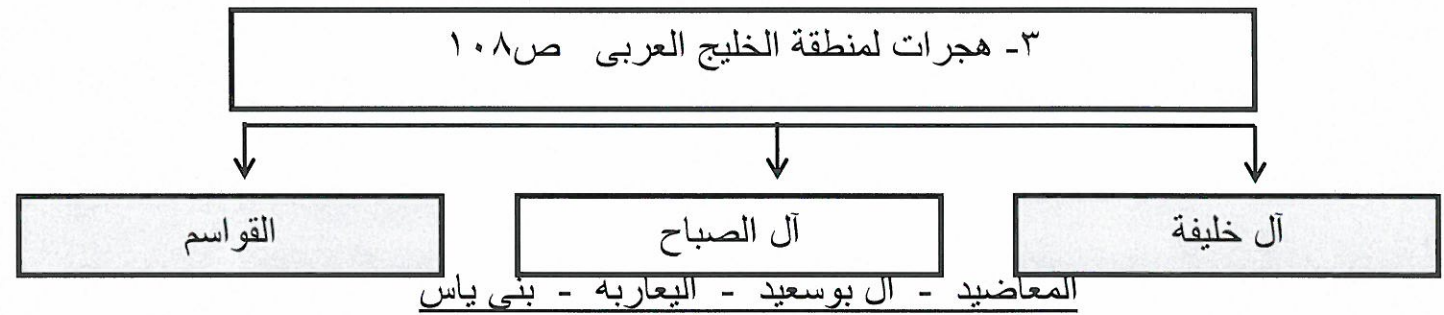 ٣- هجرات لمنطقة الخليج العربى ص١٠٨
آل خليفة
آل الصباح
القواسم
المعاضيد - آل بوسعيد - اليعاربه - بنى ياس